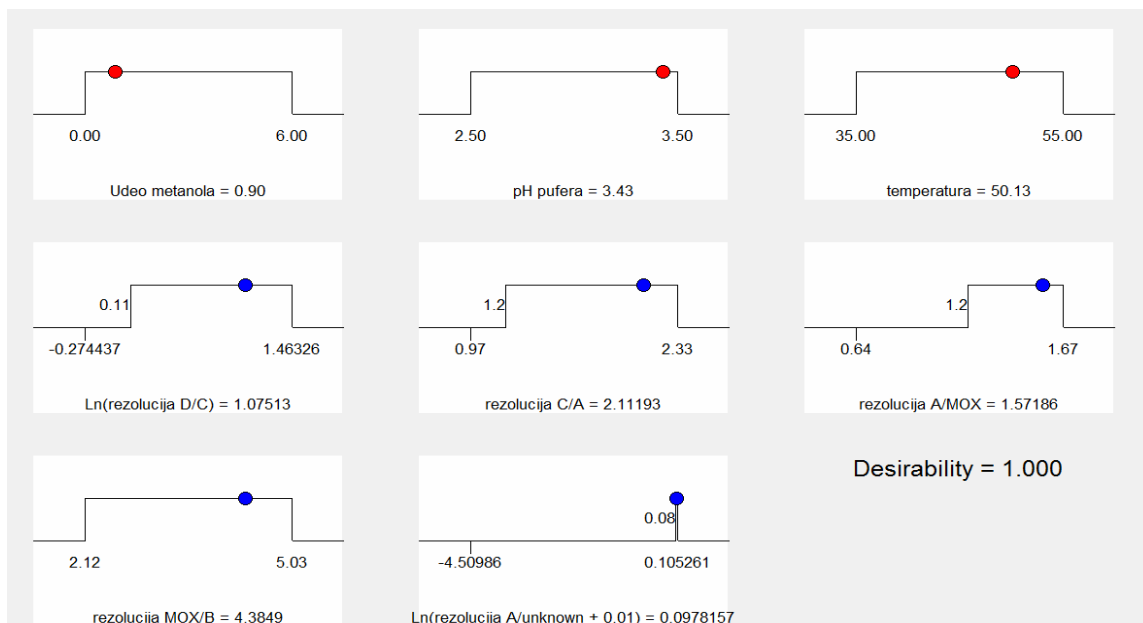 0.00 6.00
Udeo metanola = 0.90
2.50 3.50
pH pufera = 3.43
35.00 55.00
temperatura = 50.13
0.11
-0.274437 1.46326
Ln(rezolucija D/C) = 1.07513
1.2
0.97 2.33
rezolucija C/A = 2.11193
1.2
0.64 1.67
rezolucija A/MOX = 1.57186
2.12 5.03
rezolucija MOX/B = 4.3849
0.08
-4.50986 0.105261
Ln(rezolucija A/unknown + 0.01) = 0.0978157
Desirability = 1.000